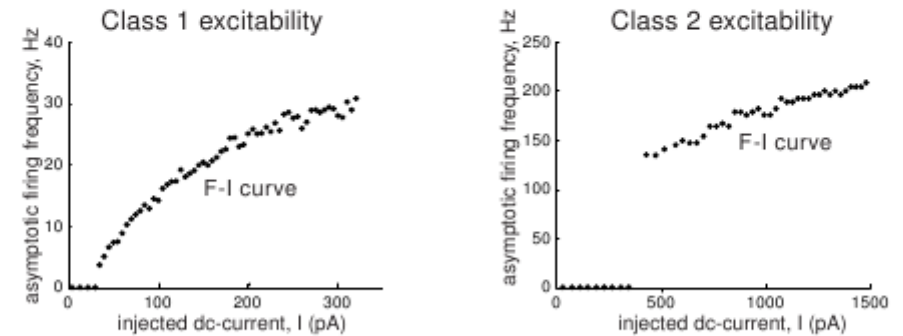 Class 1 excitability
asymptotic firing frequency, Hz
40
30
20
10
0
F-I curve
0 100 200 300
injected dc-current, I (pA)
Class 2 excitability
asymptotic firing frequency, Hz
250
200
150
100
50
0
F-I curve
0 500 1000 1500
injected dc-current, I (pA)